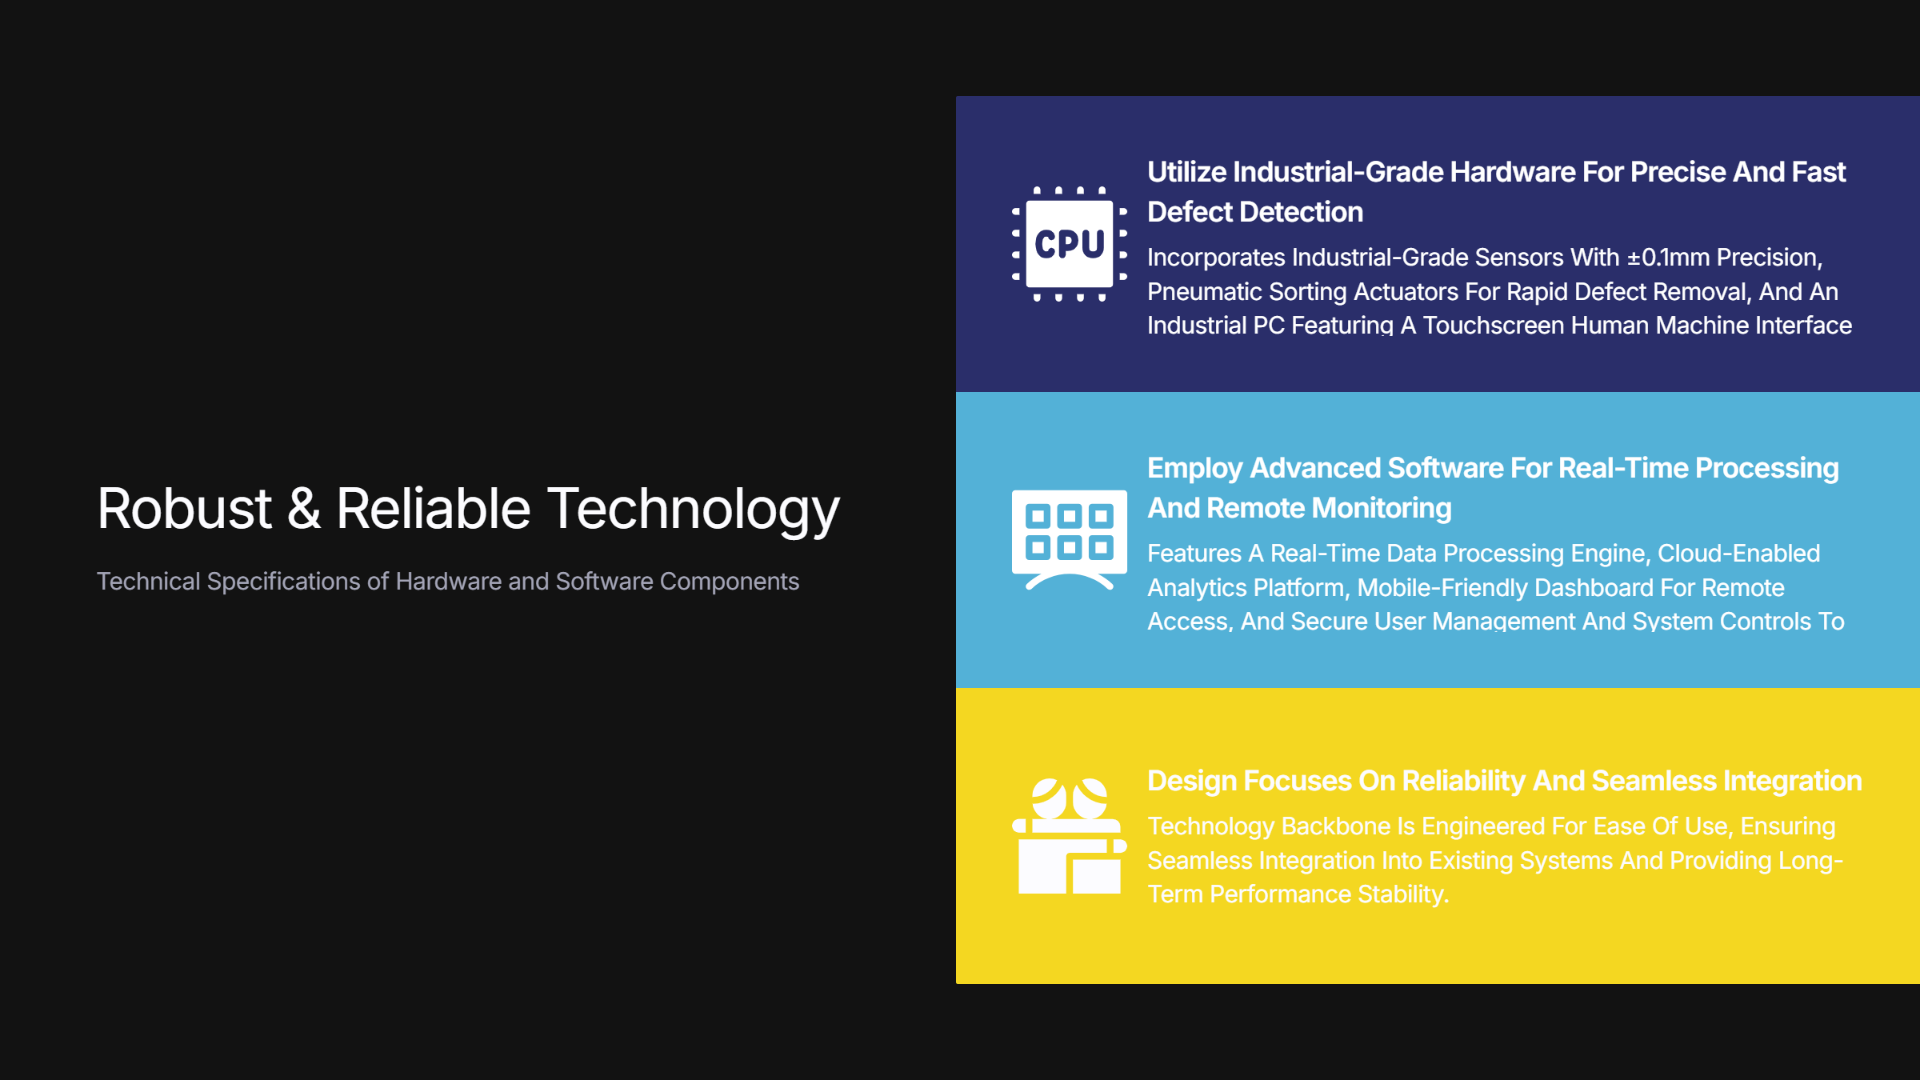 Robust & Reliable Technology
Technical Specifications of Hardware and Software Components
CPU
Utilize Industrial-Grade Hardware For Precise And Fast
Defect Detection
Incorporates Industrial-Grade Sensors With ±0.1mm Precision,
Pneumatic Sorting Actuators For Rapid Defect Removal, And An
Industrial PC Featuring A Touchscreen Human Machine Interface
Employ Advanced Software For Real-Time Processing
And Remote Monitoring
Features A Real-Time Data Processing Engine, Cloud-Enabled
Analytics Platform, Mobile-Friendly Dashboard For Remote
Access, And Secure User Management And System Controls To
Design Focuses On Reliability And Seamless Integration
Technology Backbone Is Engineered For Ease Of Use, Ensuring
Seamless Integration Into Existing Systems And Providing Long-
Term Performance Stability.